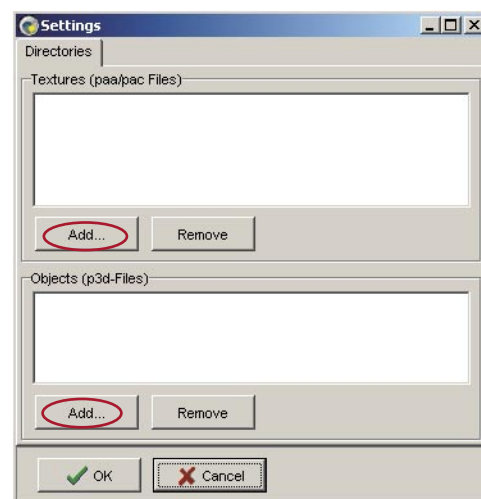 Settings
Directories
Textures (paa/pac Files)
Add... Remove
Objects (p3d-Files)
Add... Remove
OK Cancel